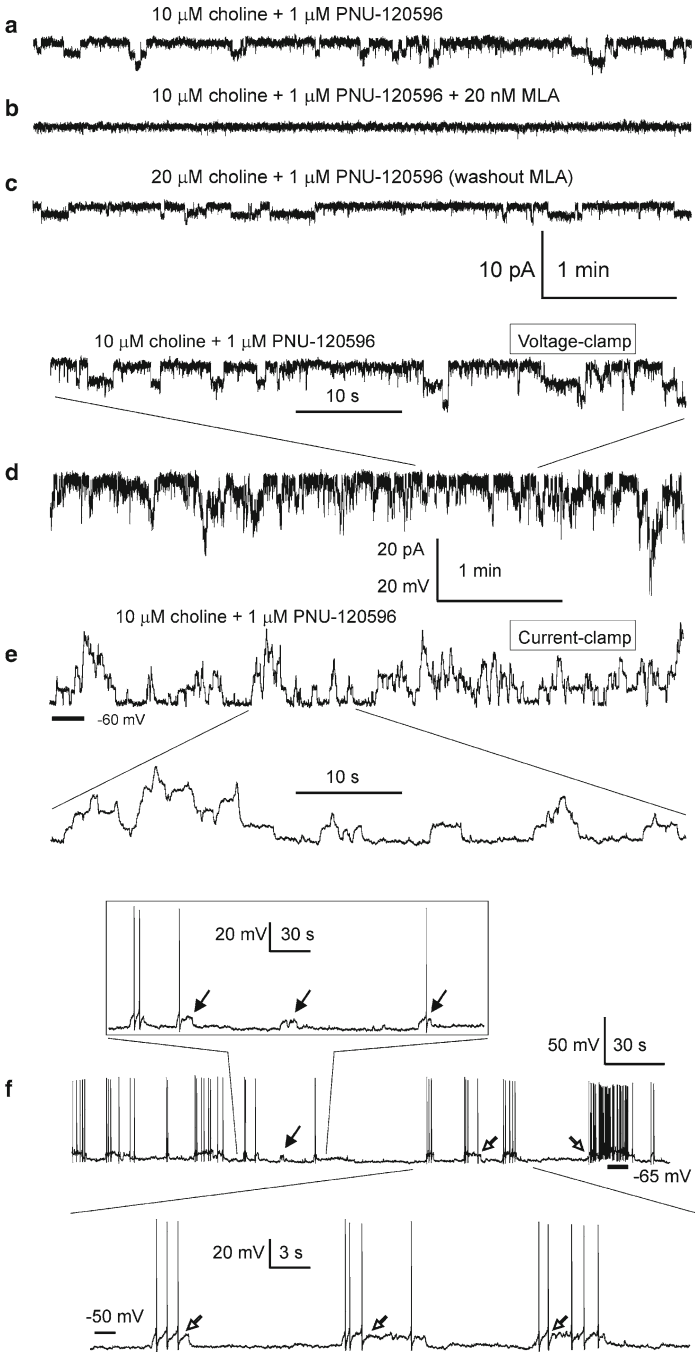 a
10 μM choline + 1 μM PNU-120596
b
10 μM choline + 1 μM PNU-120596 + 20 nM MLA
c
20 μM choline + 1 μM PNU-120596 (washout MLA)
10 pA
1 min
10 μM choline + 1 μM PNU-120596
Voltage-clamp
10 s
d
20 pA
20 mV
1 min
10 μM choline + 1 μM PNU-120596
Current-clamp
e
-60 mV
10 s
20 mV
30 s
50 mV
30 s
f
-65 mV
20 mV
3 s
-50 mV